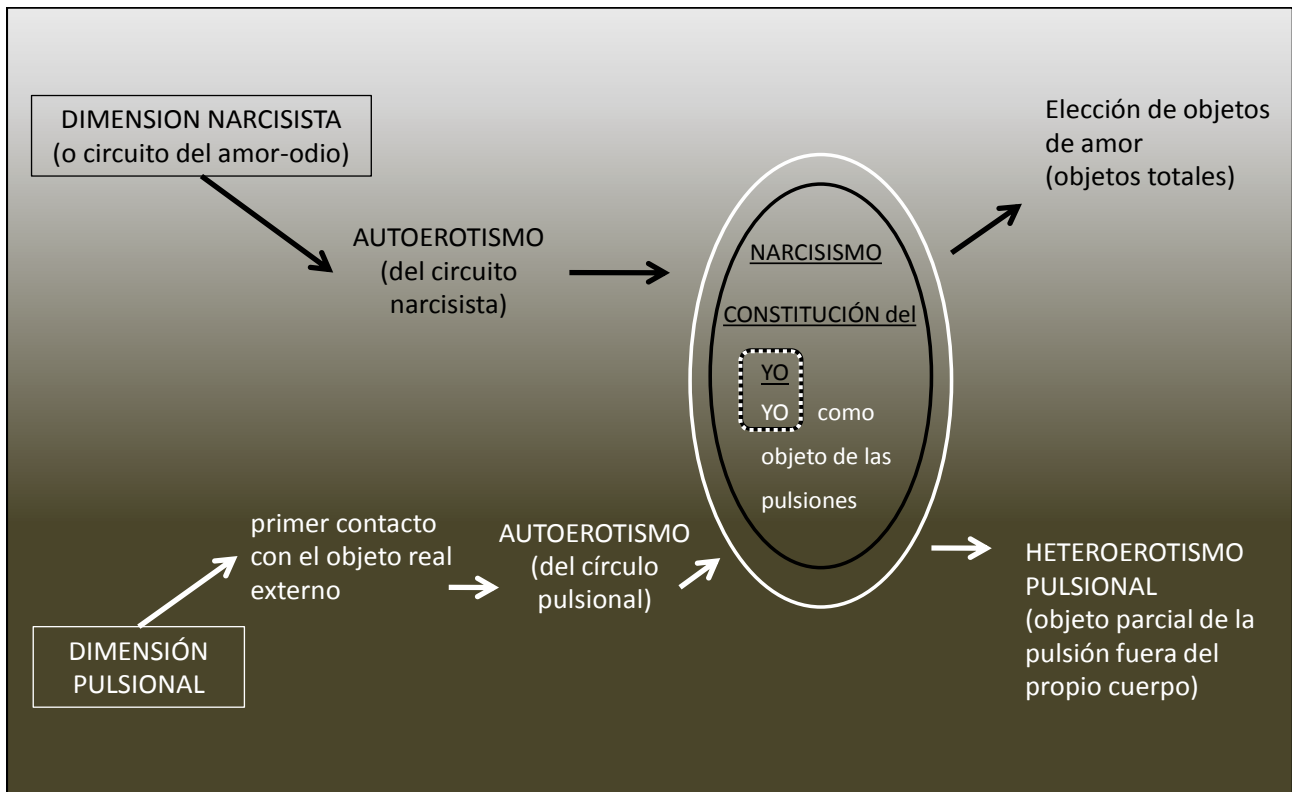 DIMENSION NARCISISTA
(o circuito del amor-odio)
AUTOEROTISMO
(del circuito
narcisista)
NARCISISMO
CONSTITUCIÓN del
YO
YO como
objeto de las
pulsiones
Elección de objetos
de amor
(objetos totales)
DIMENSIÓN
PULSIONAL
primer contacto
con el objeto real
externo
AUTOEROTISMO
(del círculo
pulsional)
HETEROEROTISMO
PULSIONAL
(objeto parcial de la
pulsión fuera del
propio cuerpo)